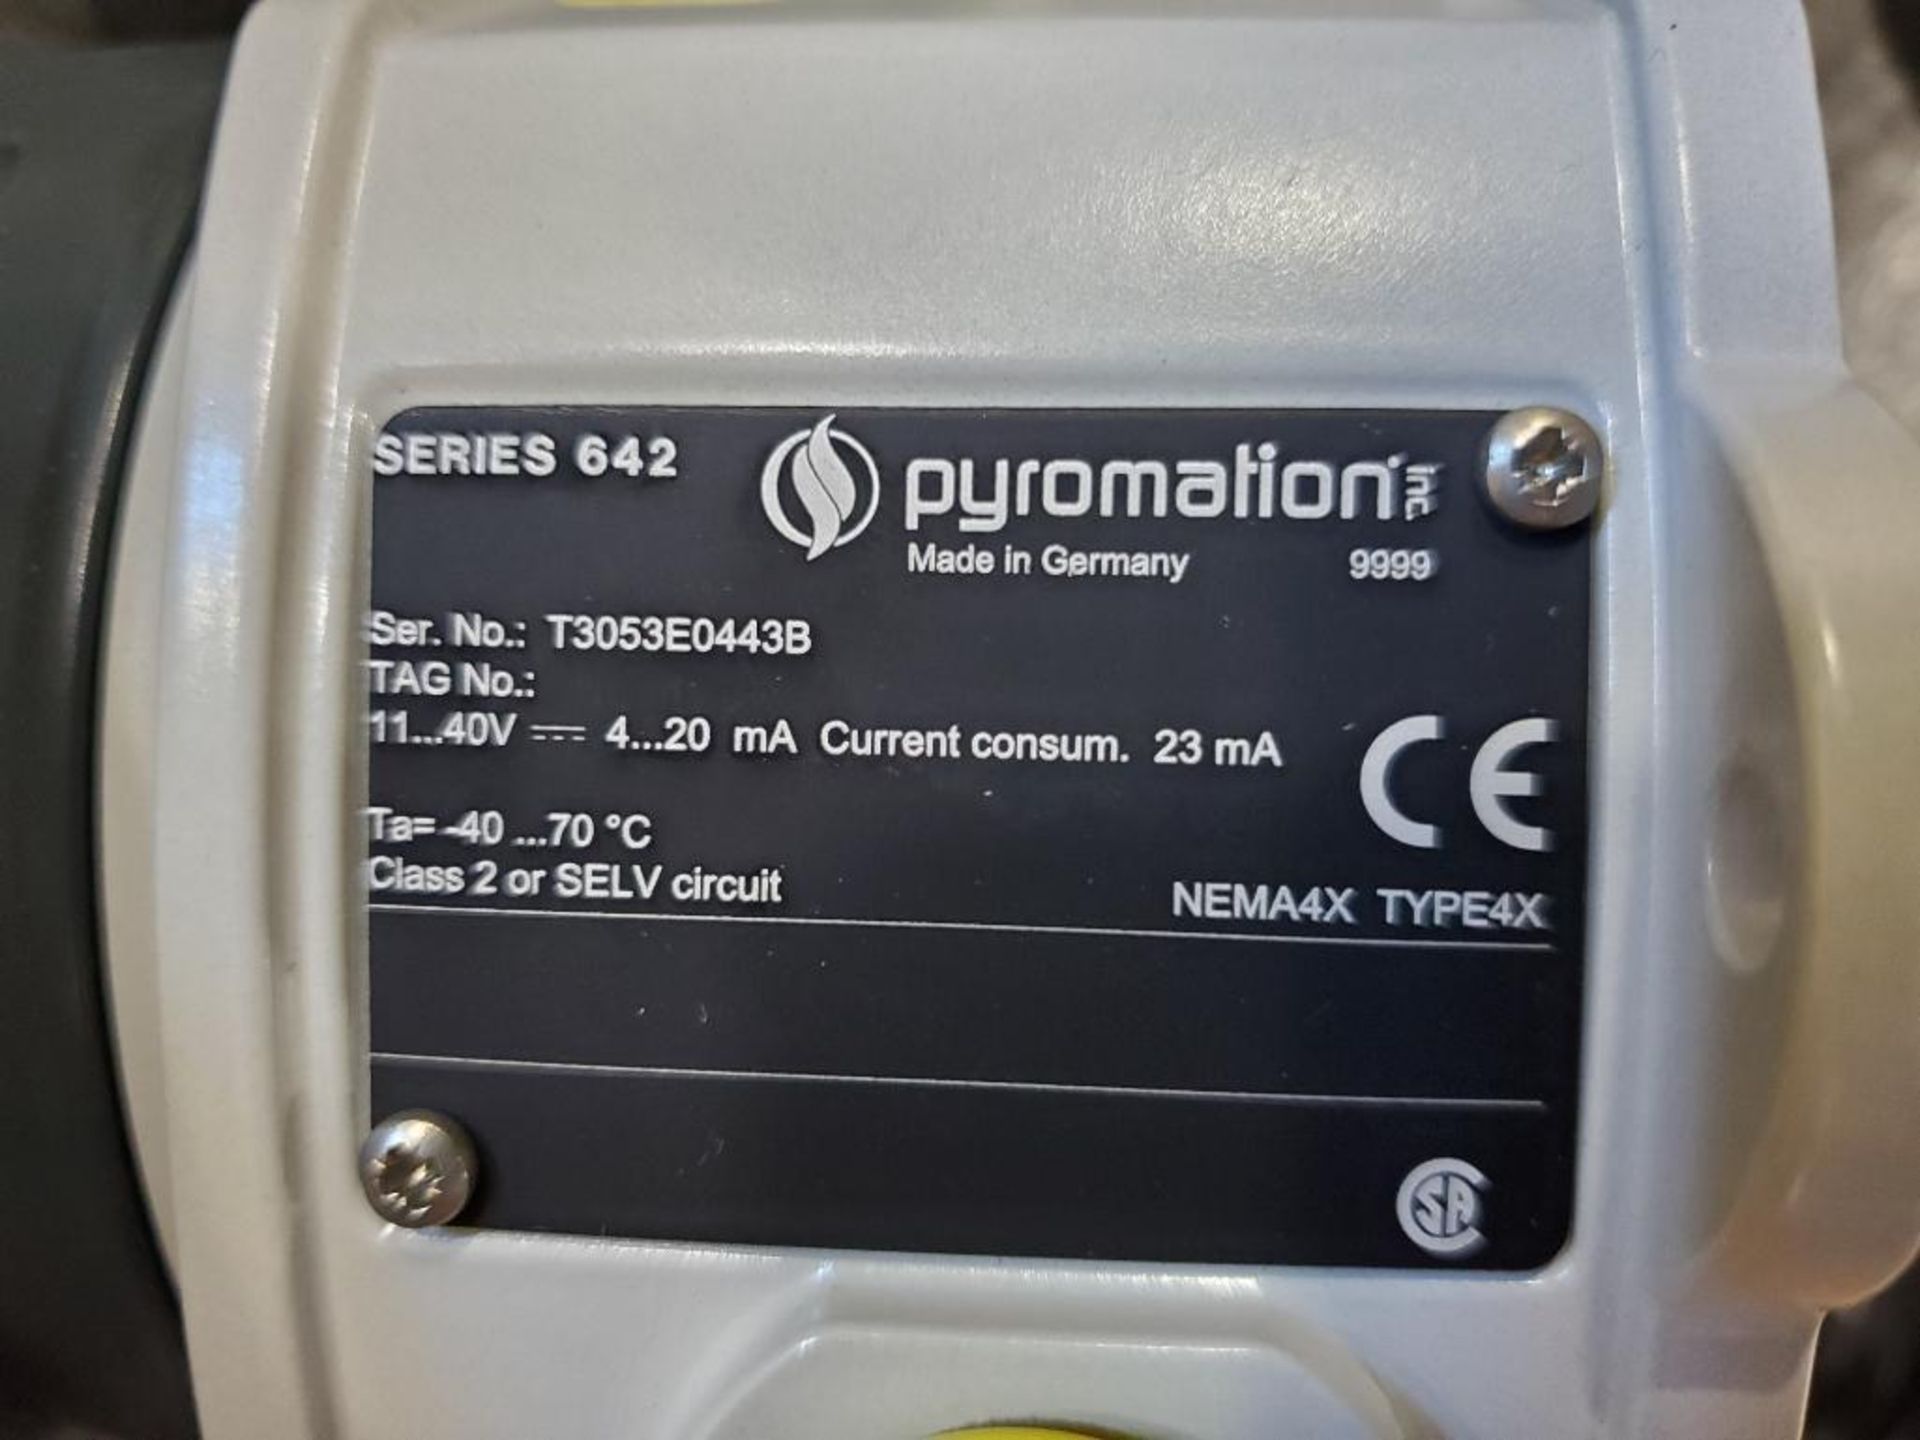 SERIES 642
pyromation inc
Made in Germany 9999
Ser. No.: T3053E0443B
TAG No.:
11...40V ⎓ 4...20 mA Current consum. 23 mA
CE
Ta= -40 ...70 °C
Class 2 or SELV circuit
NEMA4X TYPE4X
CSA